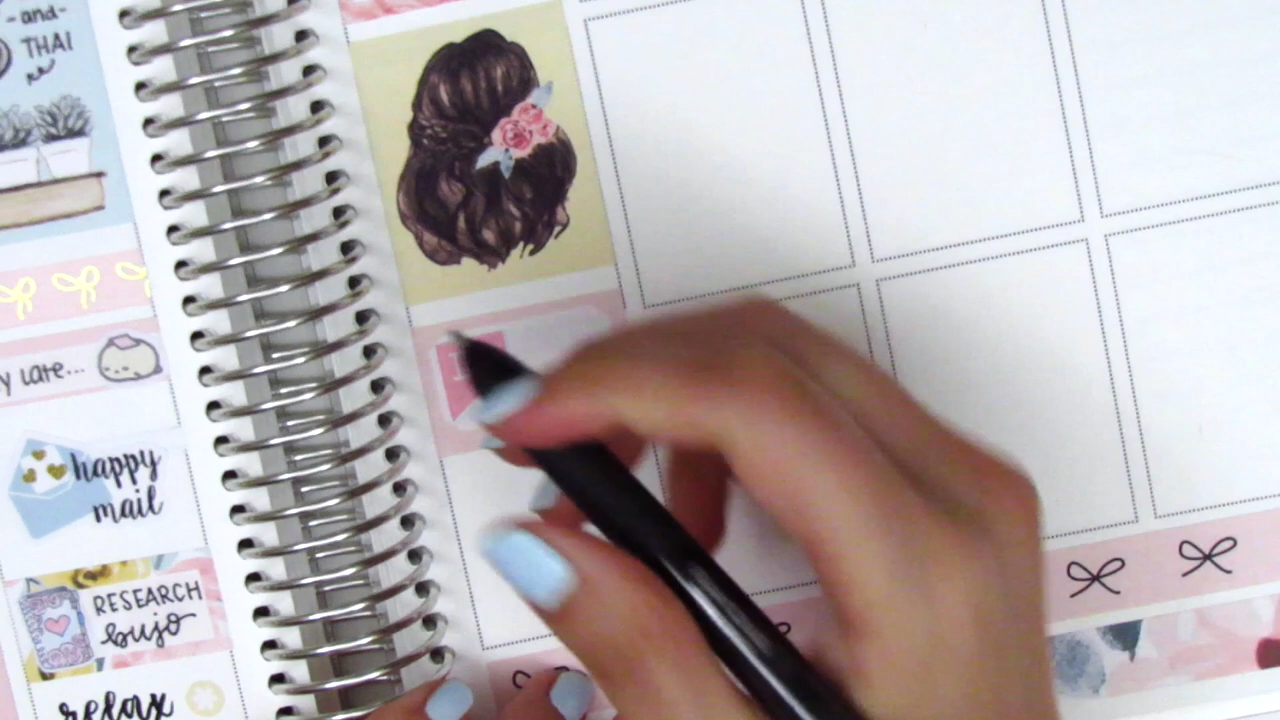 -and-
THAI
y late...
happy
mail
RESEARCH
bujo
relax